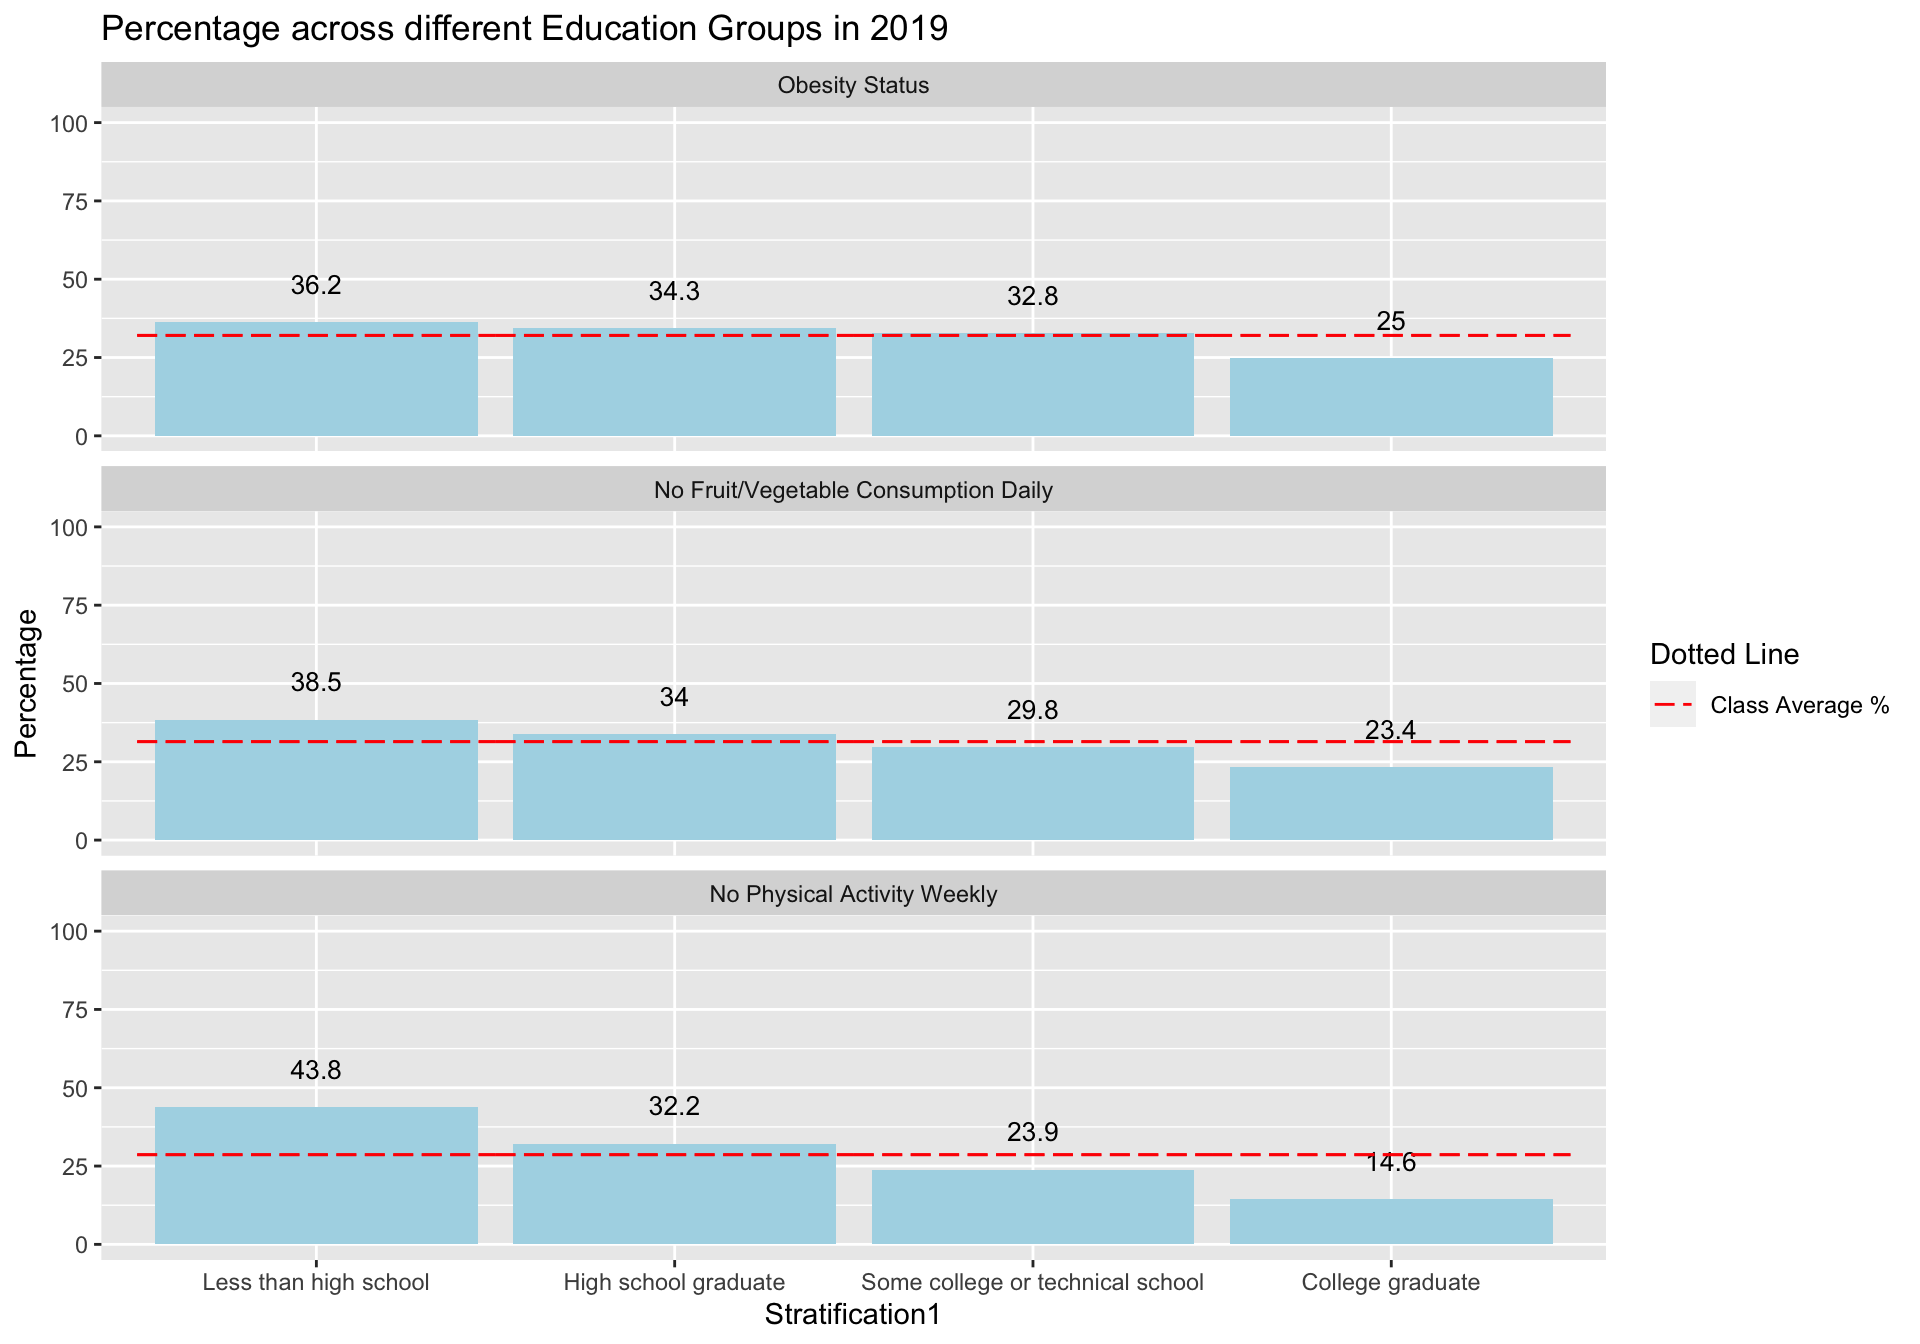 Percentage across different Education Groups in 2019
Obesity Status
100
75
50
25
0
36.2
34.3
32.8
25
No Fruit/Vegetable Consumption Daily
100
75
50
25
0
38.5
34
29.8
23.4
No Physical Activity Weekly
100
75
50
25
0
43.8
32.2
23.9
14.6
Percentage
Less than high school
High school graduate
Some college or technical school
College graduate
Stratification1
Dotted Line
Class Average %